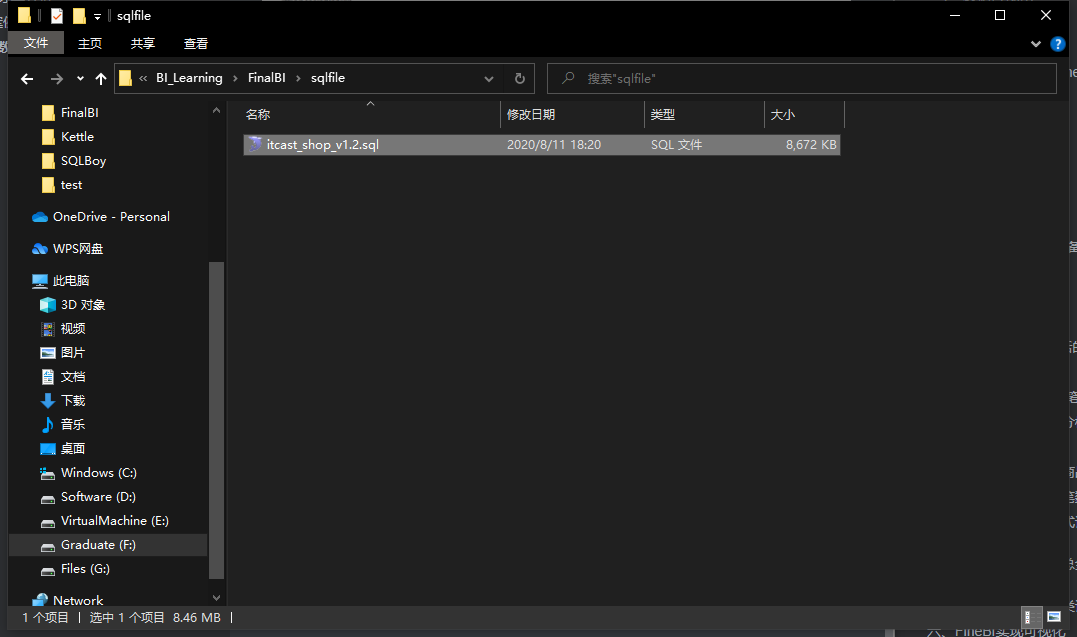 sqlfile
文件 主页 共享 查看
« BI_Learning › FinalBI › sqlfile
搜索"sqlfile"
名称 修改日期 类型 大小
itcast_shop_v1.2.sql 2020/8/11 18:20 SQL 文件 8,672 KB
FinalBI
Kettle
SQLBoy
test
OneDrive - Personal
WPS网盘
此电脑
3D 对象
视频
图片
文档
下载
音乐
桌面
Windows (C:)
Software (D:)
VirtualMachine (E:)
Graduate (F:)
Files (G:)
Network
1 个项目 选中 1 个项目 8.46 MB